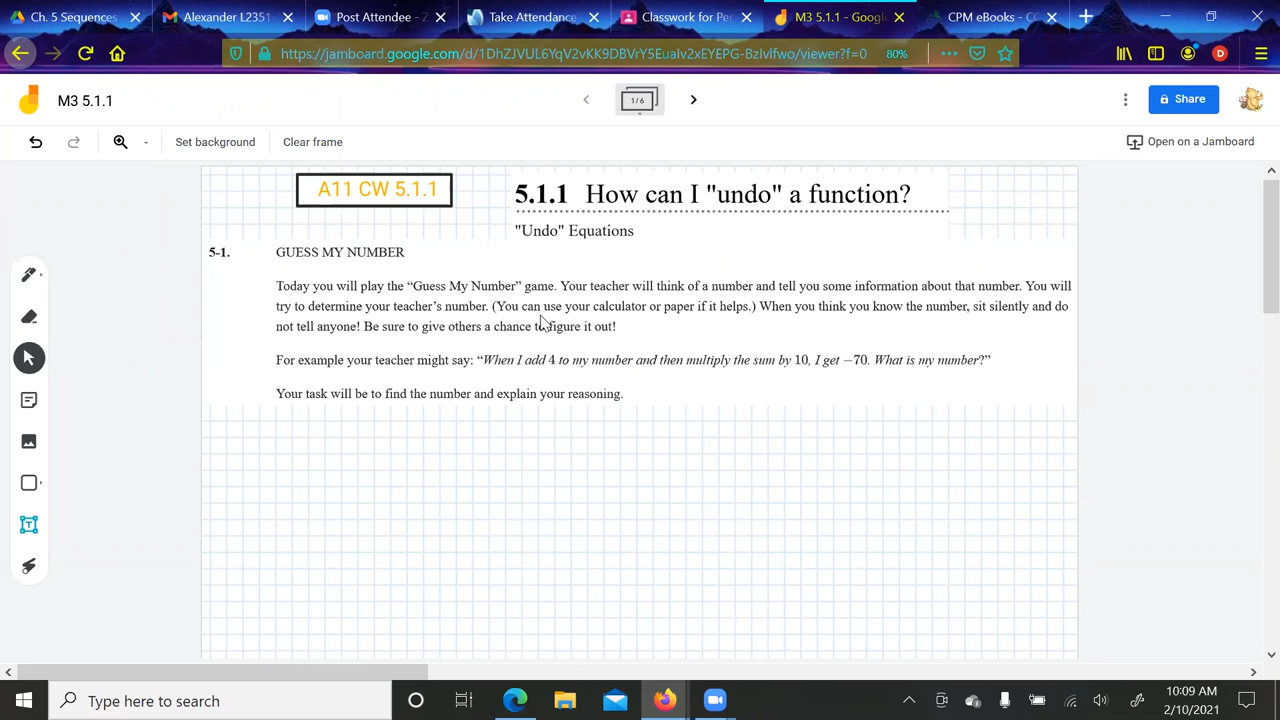 Ch. 5 Sequences
Alexander L2351-
Post Attendee - Z
Take Attendance
Classwork for Per
M3 5.1.1 - Google
CPM eBooks - CC
https://jamboard.google.com/d/1DhZJVUL6YqV2vKK9DBVrY5EuaIv2xEYEPG-BzIvlfwo/viewer?f=0
80%
M3 5.1.1
1/6
Share
Set background
Clear frame
Open on a Jamboard
A11 CW 5.1.1
5.1.1 How can I "undo" a function?
"Undo" Equations
5-1. GUESS MY NUMBER
Today you will play the “Guess My Number” game. Your teacher will think of a number and tell you some information about that number. You will
try to determine your teacher’s number. (You can use your calculator or paper if it helps.) When you think you know the number, sit silently and do
not tell anyone! Be sure to give others a chance to figure it out!
For example your teacher might say: “When I add 4 to my number and then multiply the sum by 10, I get −70. What is my number?”
Your task will be to find the number and explain your reasoning.
Type here to search
10:09 AM
2/10/2021